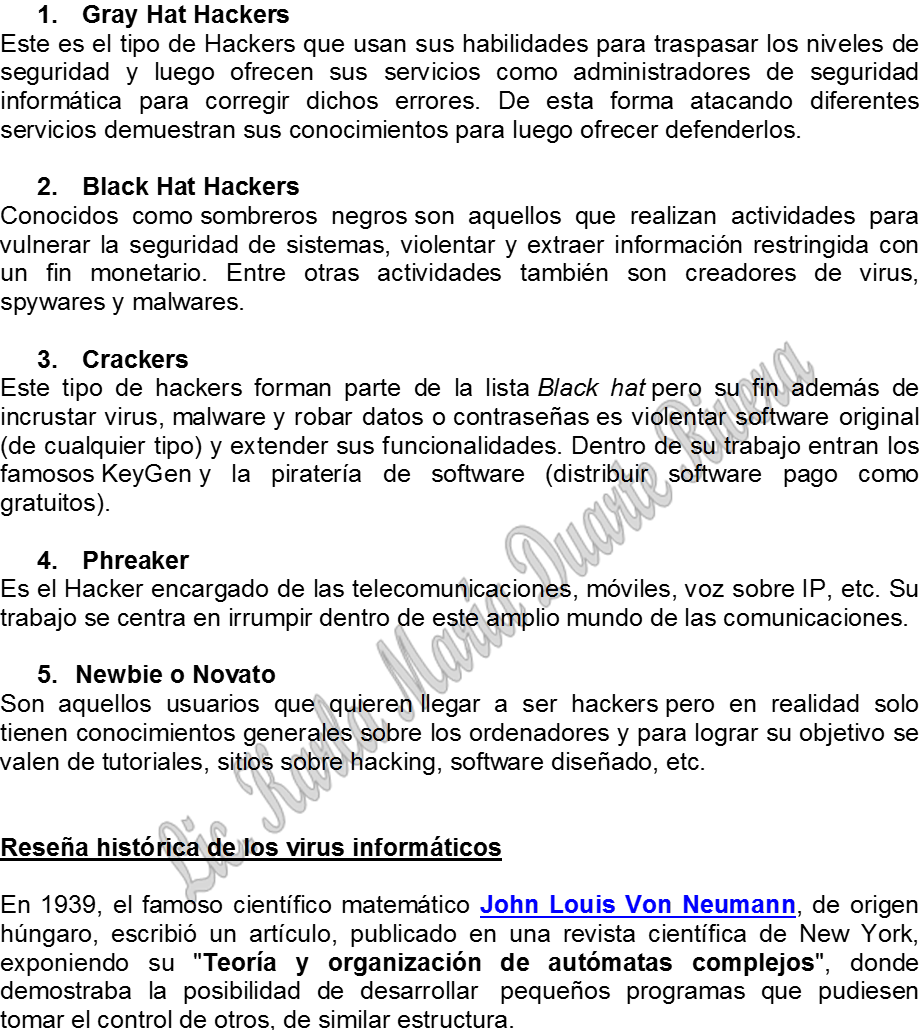 1. Gray Hat Hackers
Este es el tipo de Hackers que usan sus habilidades para traspasar los niveles de
seguridad y luego ofrecen sus servicios como administradores de seguridad
informática para corregir dichos errores. De esta forma atacando diferentes
servicios demuestran sus conocimientos para luego ofrecer defenderlos.
2. Black Hat Hackers
Conocidos como sombreros negros son aquellos que realizan actividades para
vulnerar la seguridad de sistemas, violentar y extraer información restringida con
un fin monetario. Entre otras actividades también son creadores de virus,
spywares y malwares.
3. Crackers
Este tipo de hackers forman parte de la lista Black hat pero su fin además de
incrustar virus, malware y robar datos o contraseñas es violentar software original
(de cualquier tipo) y extender sus funcionalidades. Dentro de su trabajo entran los
famosos KeyGen y la piratería de software (distribuir software pago como
gratuitos).
4. Phreaker
Es el Hacker encargado de las telecomunicaciones, móviles, voz sobre IP, etc. Su
trabajo se centra en irrumpir dentro de este amplio mundo de las comunicaciones.
5. Newbie o Novato
Son aquellos usuarios que quieren llegar a ser hackers pero en realidad solo
tienen conocimientos generales sobre los ordenadores y para lograr su objetivo se
valen de tutoriales, sitios sobre hacking, software diseñado, etc.
Reseña histórica de los virus informáticos
En 1939, el famoso científico matemático John Louis Von Neumann, de origen
húngaro, escribió un artículo, publicado en una revista científica de New York,
exponiendo su "Teoría y organización de autómatas complejos", donde
demostraba la posibilidad de desarrollar pequeños programas que pudiesen
tomar el control de otros, de similar estructura.
Lic. Karla Maria Duarte Rivera